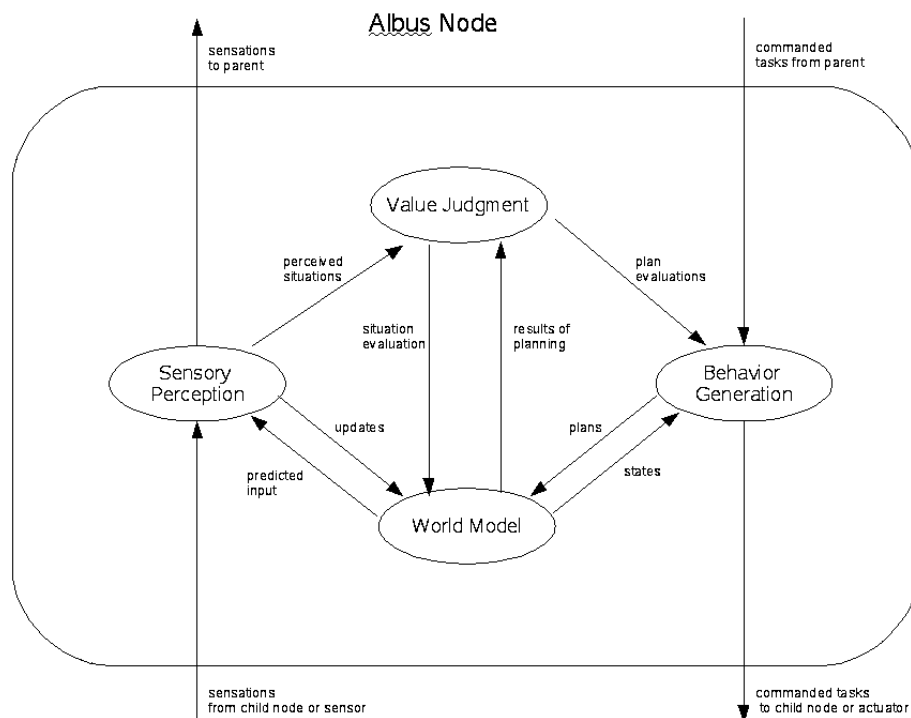 Albus Node
sensations
to parent
commanded
tasks from parent
Value Judgment
perceived
situations
plan
evaluations
situation
evaluation
results of
planning
Sensory
Perception
Behavior
Generation
updates
plans
predicted
input
states
World Model
sensations
from child node or sensor
commanded tasks
to child node or actuator